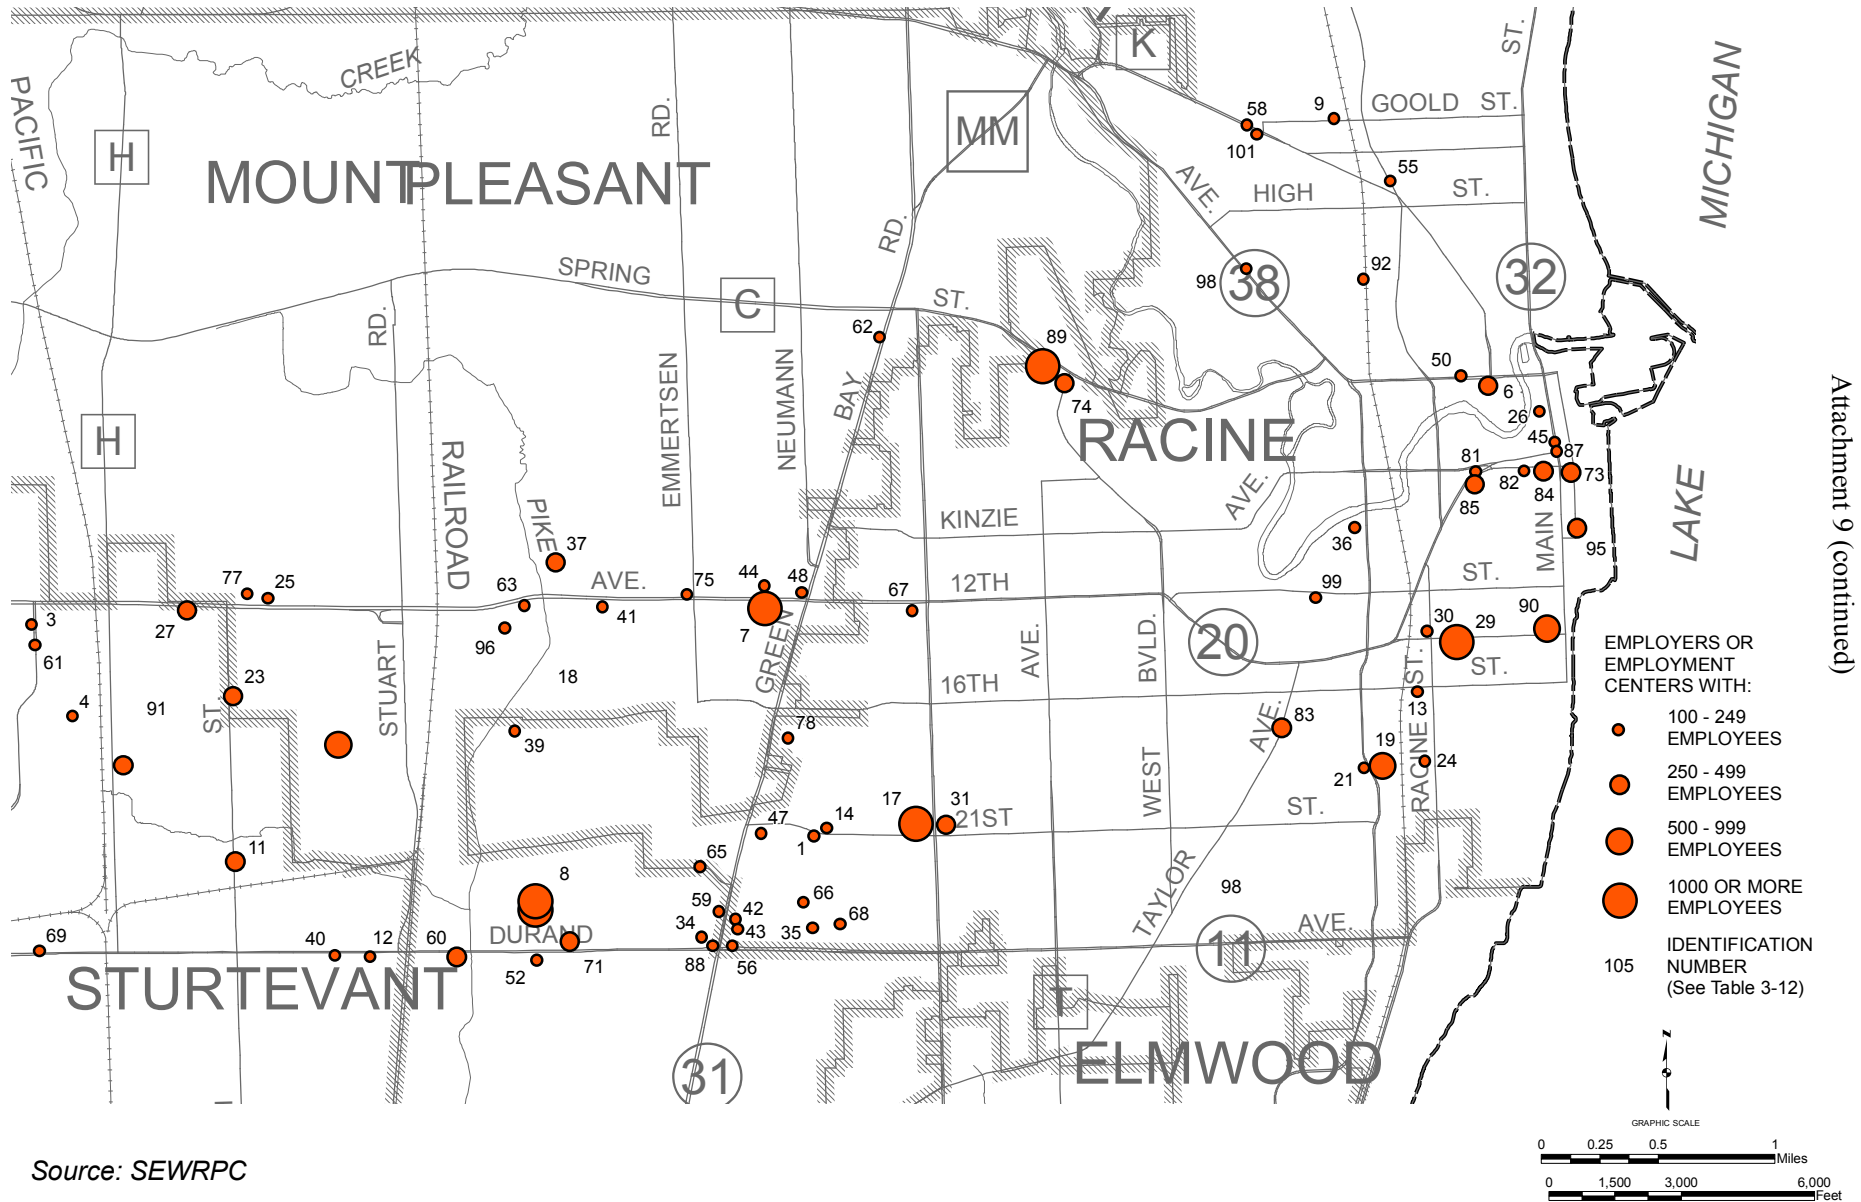 CREEK
PACIFIC
H
MOUNT PLEASANT
RD.
MM
K
ST.
58
9
GOOLD ST.
101
55
AVE.
HIGH ST.
MICHIGAN
RD.
SPRING
C
ST.
98
38
92
32
RD.
62
89
74
50
6
26
EMMERTSEN
NEUMANN
BAY
H
RAILROAD
RACINE
45
87
81
82
84
73
85
MAIN
95
LAKE
Attachment 9 (continued)
KINZIE
AVE.
36
PIKE
37
77
25
63
AVE.
75
44
48
12TH
ST.
67
99
3
27
41
7
96
61
GREEN
20
30
29
90
ST.
23
STUART
18
AVE.
BVLD.
16TH
ST.
4
91
ST.
39
78
83
AVE.
13
19
RACINE
24
21
WEST
17
31
21ST
ST.
47
14
1
11
65
8
66
98
TAYLOR
59
42
34
43
35
68
DURAND
AVE.
11
69
40
12
60
52
71
88
56
STURTEVANT
T
ELMWOOD
31
EMPLOYERS OR
EMPLOYMENT
CENTERS WITH:
100 - 249
EMPLOYEES
250 - 499
EMPLOYEES
500 - 999
EMPLOYEES
1000 OR MORE
EMPLOYEES
IDENTIFICATION
105 NUMBER
(See Table 3-12)
N
GRAPHIC SCALE
0 0.25 0.5 1
Miles
0 1,500 3,000 6,000
Feet
Source: SEWRPC